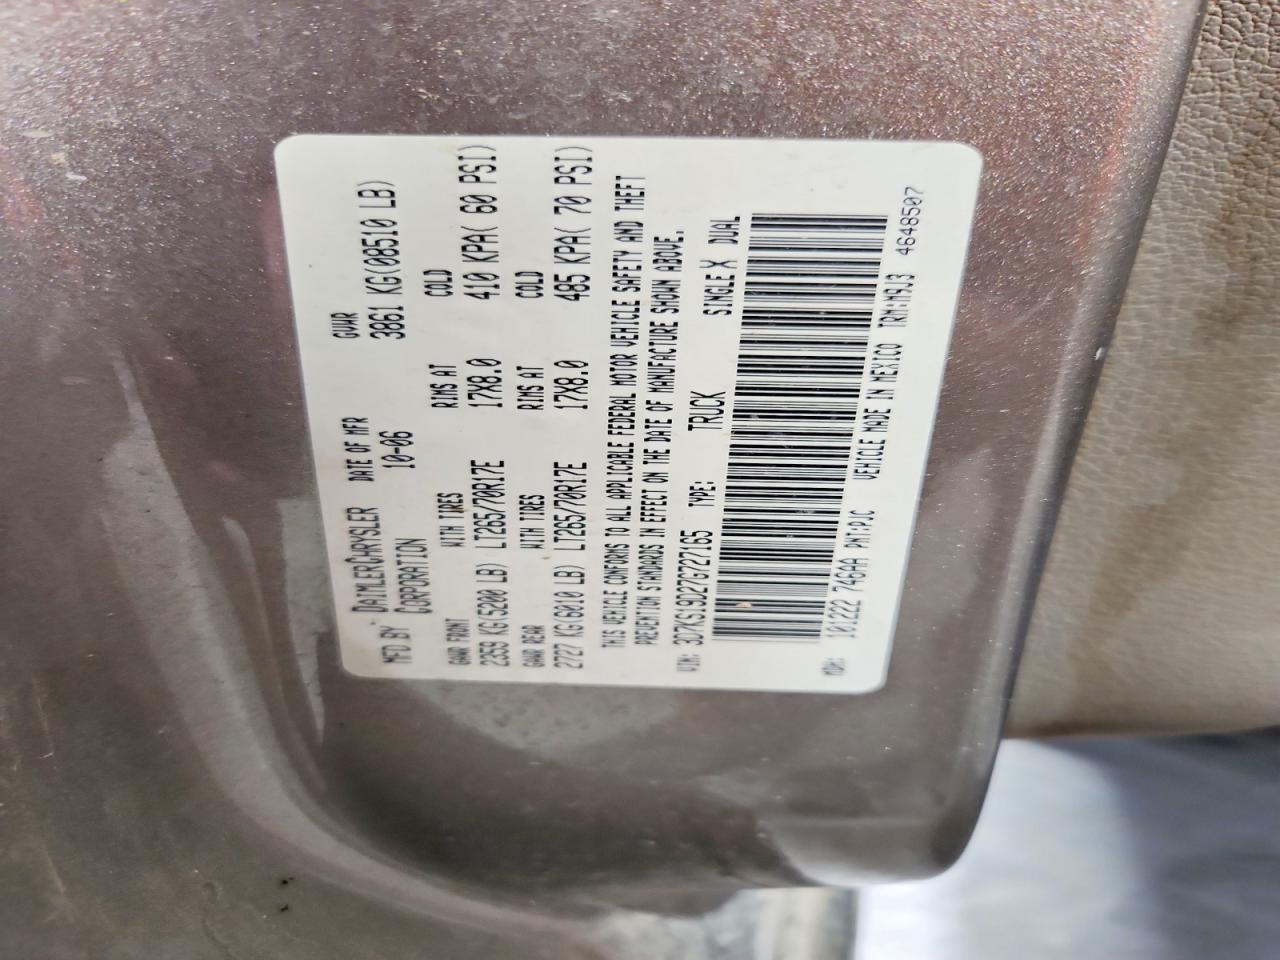 MFD BY DAIMLERCHRYSLER CORPORATION
DATE OF MFR 10-06
GVWR 3861 KG(08510 LB)
GAWR FRONT WITH TIRES RIMS AT COLD
2359 KG(5200 LB) LT265/70R17E 17X8.0 410 KPA( 60 PSI)
GAWR REAR WITH TIRES RIMS AT COLD
2727 KG(6010 LB) LT265/70R17E 17X8.0 485 KPA( 70 PSI)
THIS VEHICLE CONFORMS TO ALL APPLICABLE FEDERAL MOTOR VEHICLE SAFETY AND THEFT
PREVENTION STANDARDS IN EFFECT ON THE DATE OF MANUFACTURE SHOWN ABOVE.
VIN: 3D7KS19D27G727165 TYPE: TRUCK SINGLE X DUAL
MDH: 101222 746AA PNT:PJC VEHICLE MADE IN MEXICO TRM:M9J3 4648507